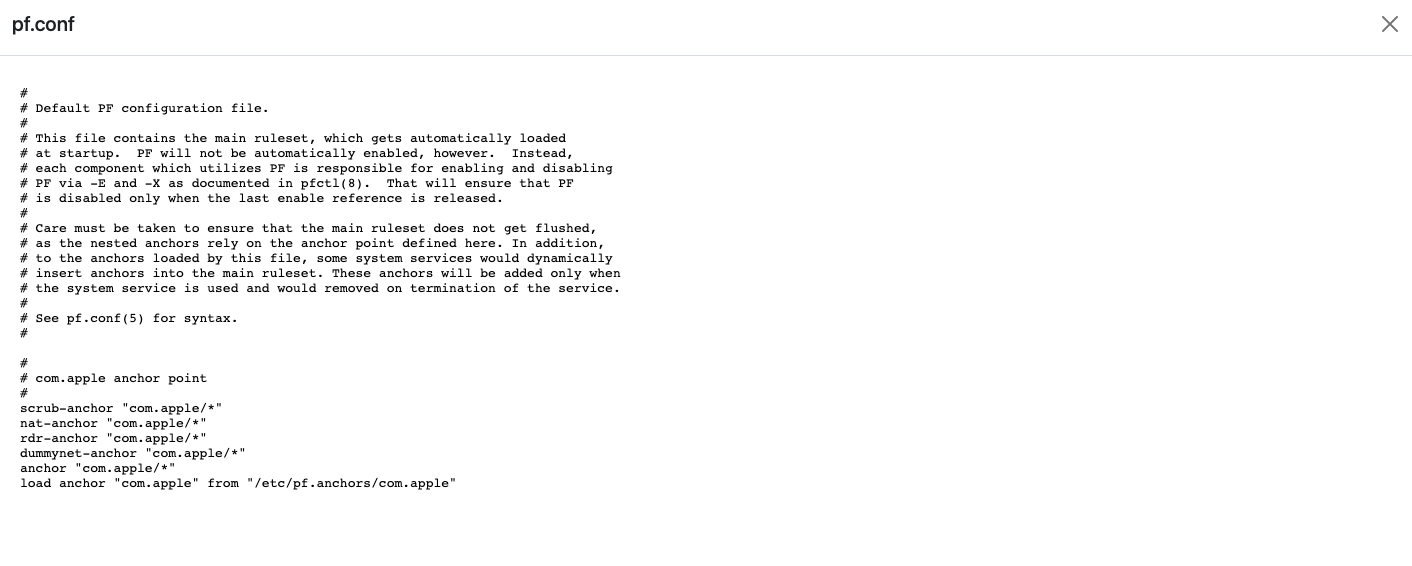 pf.conf
#
# Default PF configuration file.
#
# This file contains the main ruleset, which gets automatically loaded
# at startup.  PF will not be automatically enabled, however.  Instead,
# each component which utilizes PF is responsible for enabling and disabling
# PF via -E and -X as documented in pfctl(8).  That will ensure that PF
# is disabled only when the last enable reference is released.
#
# Care must be taken to ensure that the main ruleset does not get flushed,
# as the nested anchors rely on the anchor point defined here. In addition,
# to the anchors loaded by this file, some system services would dynamically
# insert anchors into the main ruleset. These anchors will be added only when
# the system service is used and would removed on termination of the service.
#
# See pf.conf(5) for syntax.
#

#
# com.apple anchor point
#
scrub-anchor "com.apple/*"
nat-anchor "com.apple/*"
rdr-anchor "com.apple/*"
dummynet-anchor "com.apple/*"
anchor "com.apple/*"
load anchor "com.apple" from "/etc/pf.anchors/com.apple"